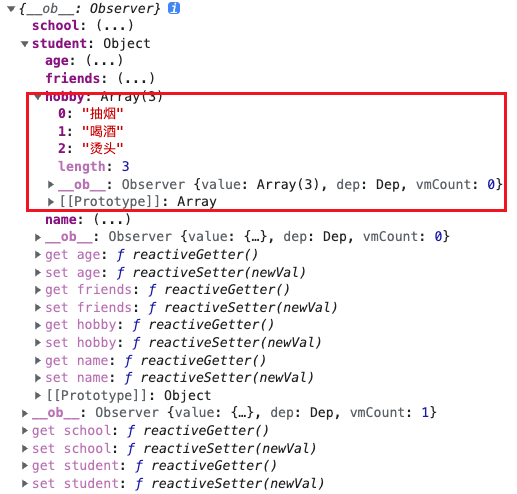 {__ob__: Observer} i
school: (...)
student: Object
age: (...)
friends: (...)
hobby: Array(3)
0: "抽烟"
1: "喝酒"
2: "烫头"
length: 3
__ob__: Observer {value: Array(3), dep: Dep, vmCount: 0}
[[Prototype]]: Array
name: (...)
__ob__: Observer {value: {…}, dep: Dep, vmCount: 0}
get age: ƒ reactiveGetter()
set age: ƒ reactiveSetter(newVal)
get friends: ƒ reactiveGetter()
set friends: ƒ reactiveSetter(newVal)
get hobby: ƒ reactiveGetter()
set hobby: ƒ reactiveSetter(newVal)
get name: ƒ reactiveGetter()
set name: ƒ reactiveSetter(newVal)
[[Prototype]]: Object
__ob__: Observer {value: {…}, dep: Dep, vmCount: 1}
get school: ƒ reactiveGetter()
set school: ƒ reactiveSetter(newVal)
get student: ƒ reactiveGetter()
set student: ƒ reactiveSetter(newVal)